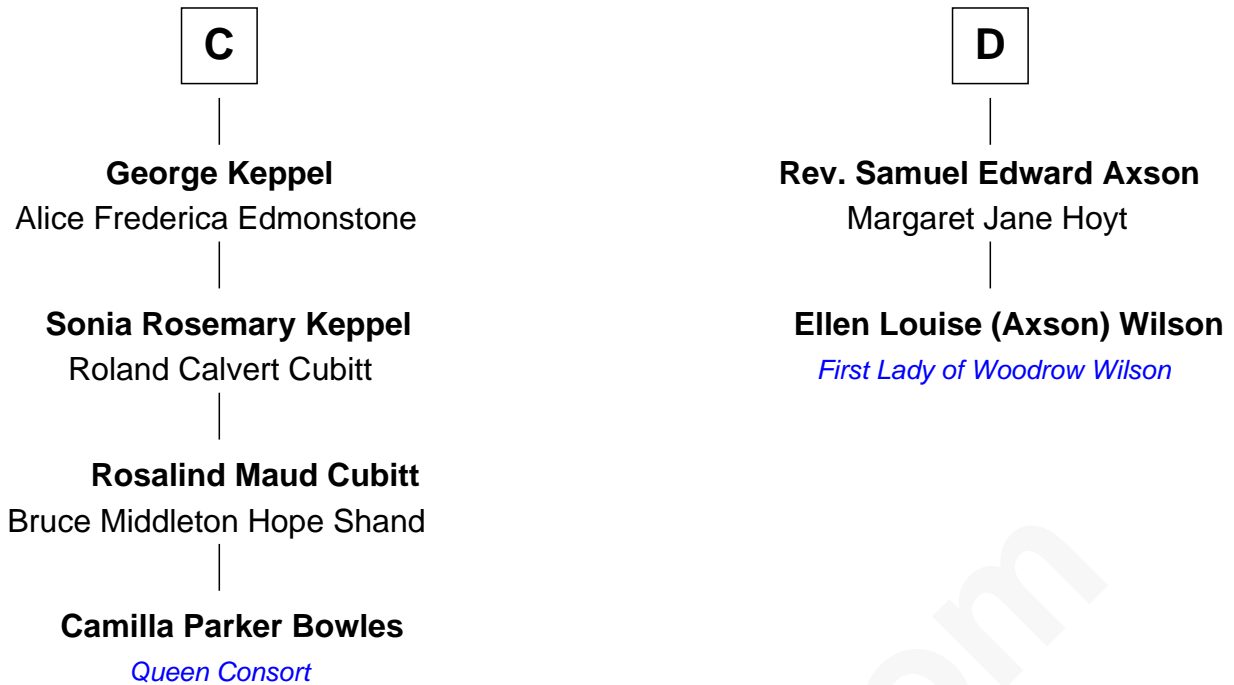 C
George Keppel
Alice Frederica Edmonstone
Sonia Rosemary Keppel
Roland Calvert Cubitt
Rosalind Maud Cubitt
Bruce Middleton Hope Shand
Camilla Parker Bowles
Queen Consort
D
Rev. Samuel Edward Axson
Margaret Jane Hoyt
Ellen Louise (Axson) Wilson
First Lady of Woodrow Wilson
om